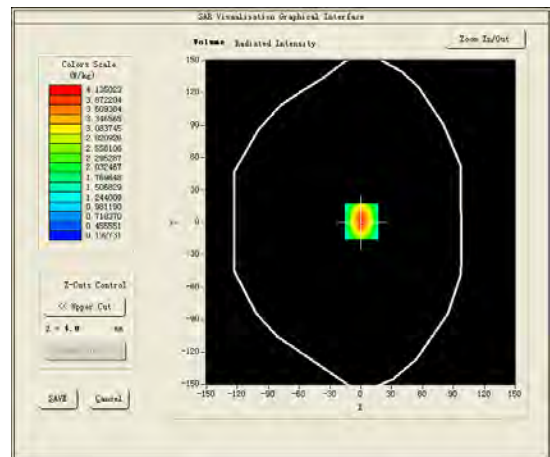 SAR Visualisation Graphical Interface
Volume Radiated Intensity
Zoom In/Out
Colors Scale
(W/kg)
4.135023
3.872204
3.609384
3.346565
3.083745
2.820926
2.558106
2.295287
2.032467
1.769648
1.506829
1.244009
0.981190
0.718370
0.455551
0.192731
Z-Cuts Control
<< Upper Cut
Z = 4.0 mm
SAVE
Cancel
150
120
90
60
30
0
-30
-60
-90
-120
-150
Y
-150 -120 -90 -60 -30 0 30 60 90 120 150
X